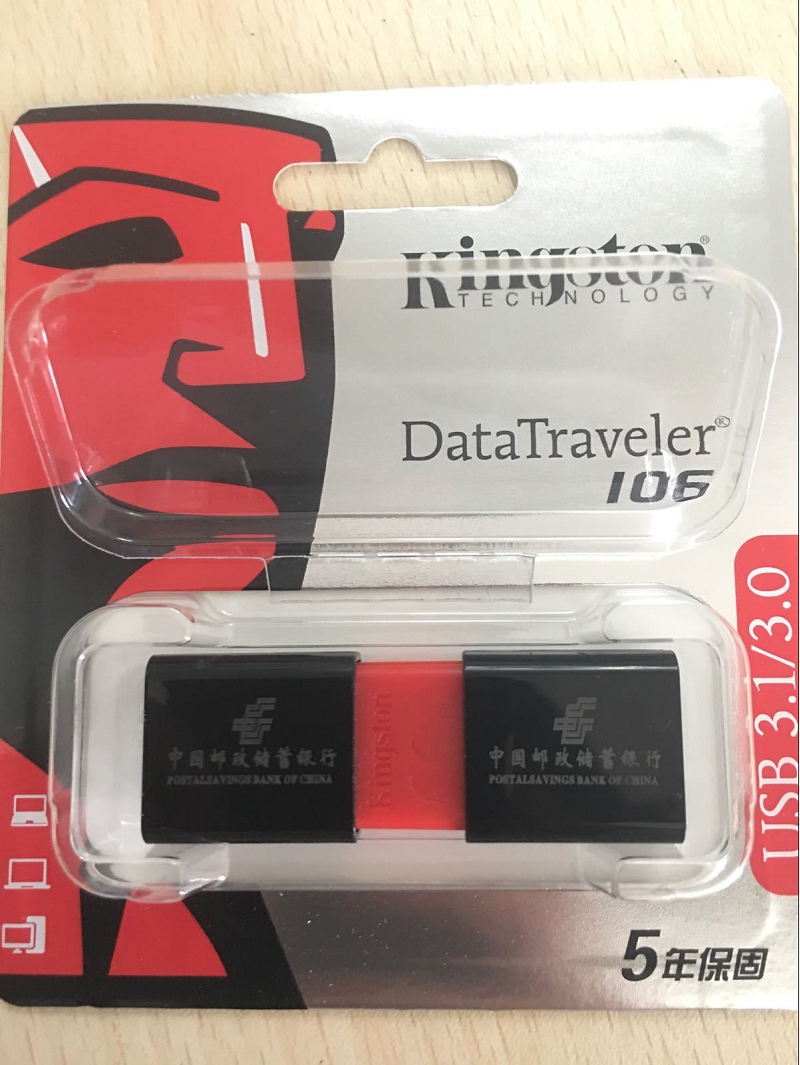 Kingston®
TECHNOLOGY
DataTraveler®
106
USB 3.1/3.0
中国邮政储蓄银行
POSTALSAVINGS BANK OF CHINA
Kingston
中国邮政储蓄银行
POSTALSAVINGS BANK OF CHINA
5年保固